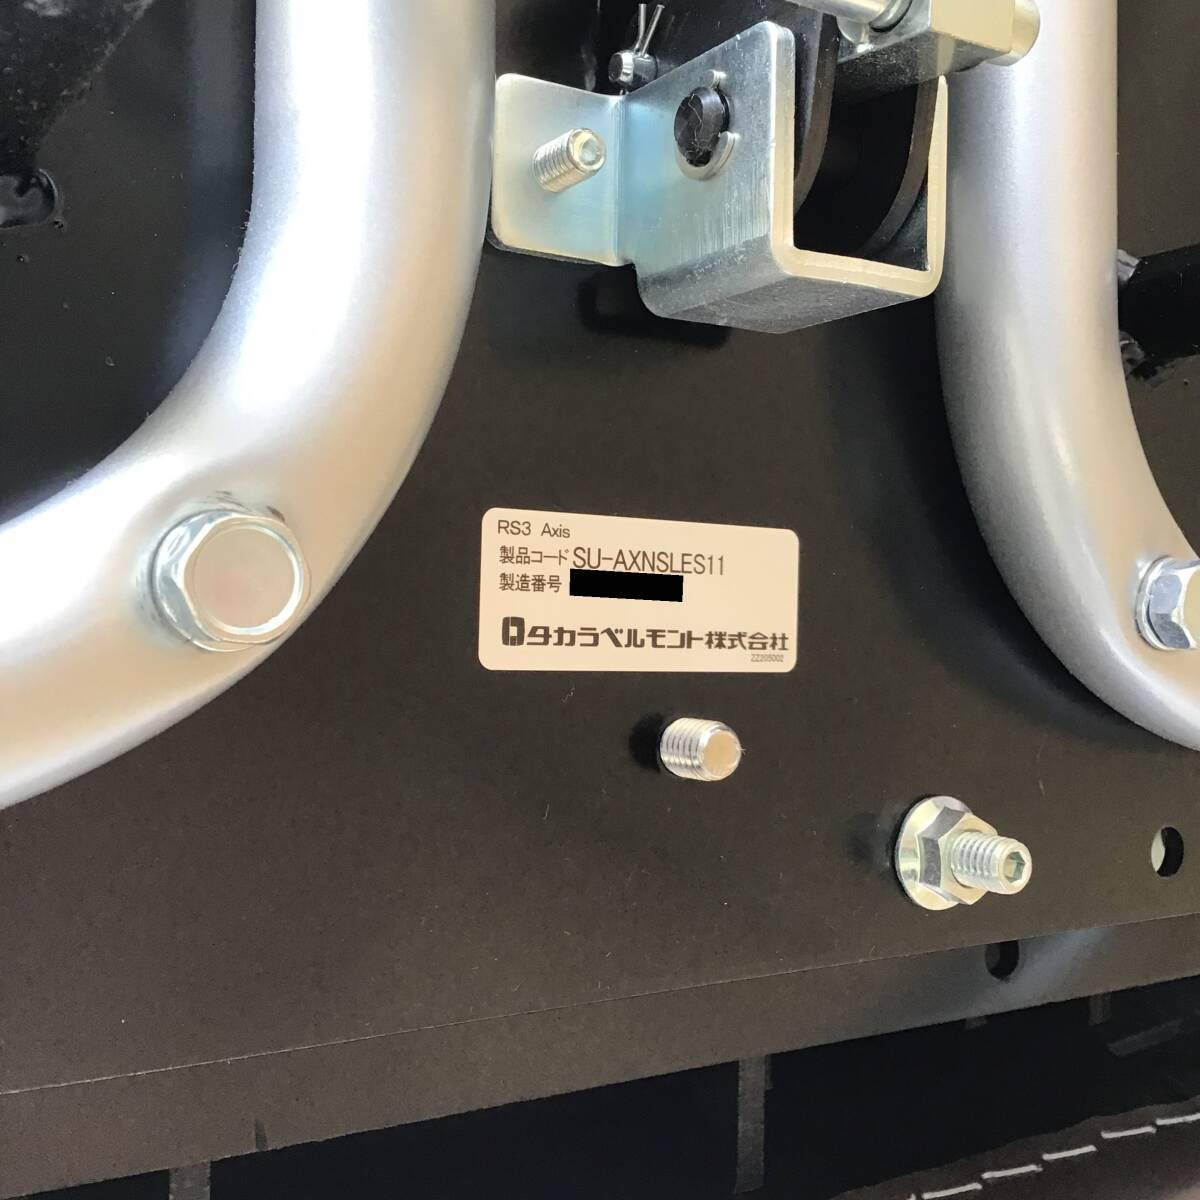 RS3 Axis
製品コード SU-AXNSLES11
製造番号
タカラベルモント株式会社
ZZ205002